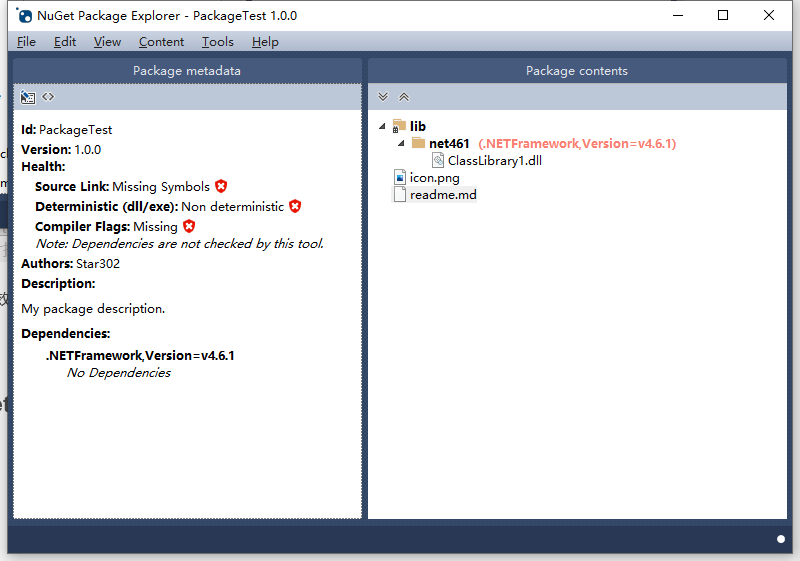 NuGet Package Explorer - PackageTest 1.0.0
File Edit View Content Tools Help
Package metadata
Id: PackageTest
Version: 1.0.0
Health:
Source Link: Missing Symbols
Deterministic (dll/exe): Non deterministic
Compiler Flags: Missing
Note: Dependencies are not checked by this tool.
Authors: Star302
Description:
My package description.
Dependencies:
.NETFramework,Version=v4.6.1
No Dependencies
Package contents
lib
net461 (.NETFramework,Version=v4.6.1)
ClassLibrary1.dll
icon.png
readme.md